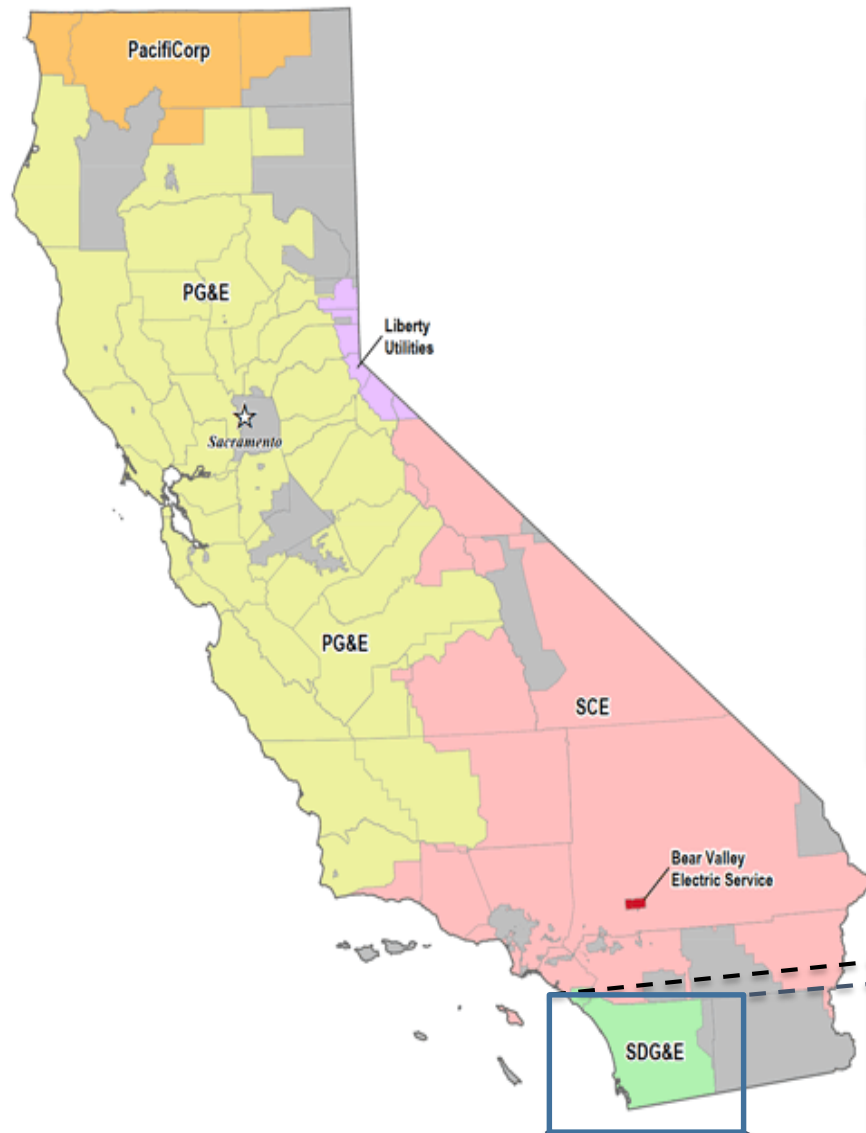 PacifiCorp
PG&E
Liberty
Utilities
Sacramento
PG&E
SCE
Bear Valley
Electric Service
SDG&E